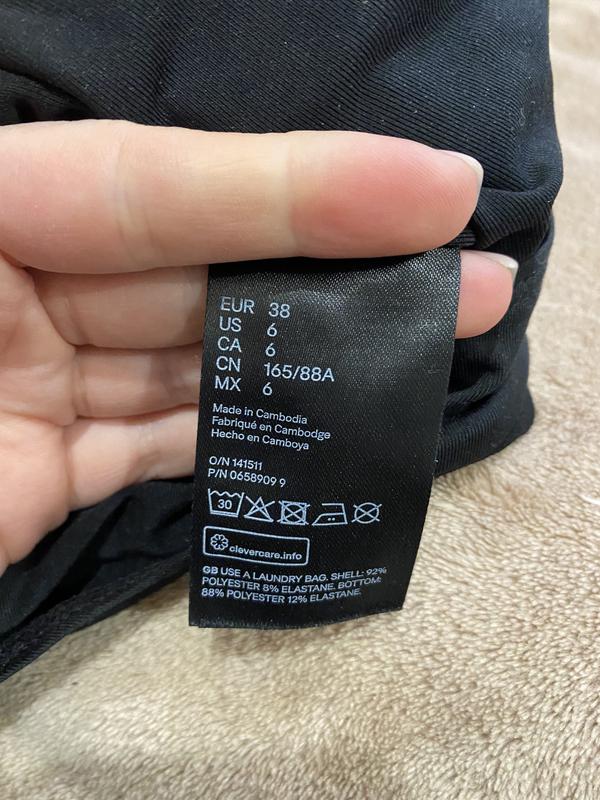 EUR 38
US 6
CA 6
CN 165/88A
MX 6
Made in Cambodia
Fabriqué en Cambodge
Hecho en Camboya
O/N 141511
P/N 0658909 9
30
clevercare.info
GB USE A LAUNDRY BAG. SHELL: 92%
POLYESTER 8% ELASTANE. BOTTOM:
88% POLYESTER 12% ELASTANE.